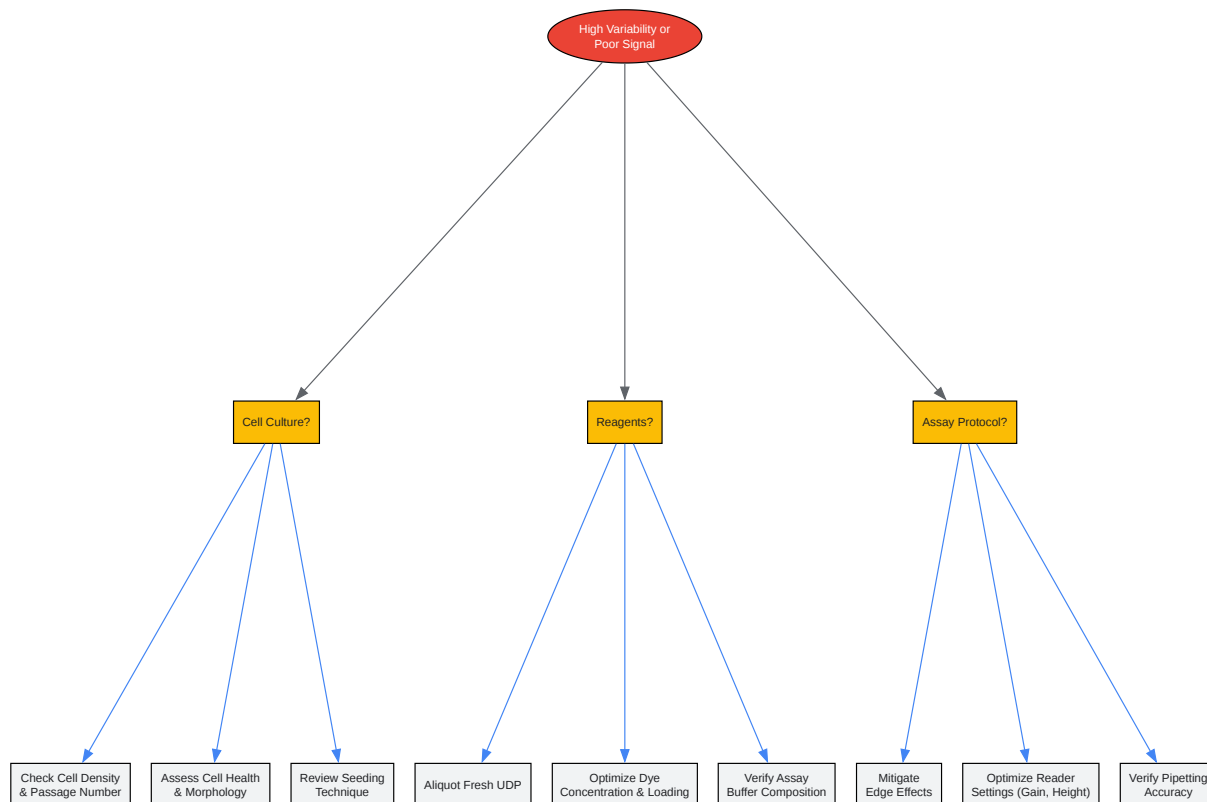 High Variability or
Poor Signal
Cell Culture?
Reagents?
Assay Protocol?
Check Cell Density
& Passage Number
Assess Cell Health
& Morphology
Review Seeding
Technique
Aliquot Fresh UDP
Optimize Dye
Concentration & Loading
Verify Assay
Buffer Composition
Mitigate
Edge Effects
Optimize Reader
Settings (Gain, Height)
Verify Pipetting
Accuracy